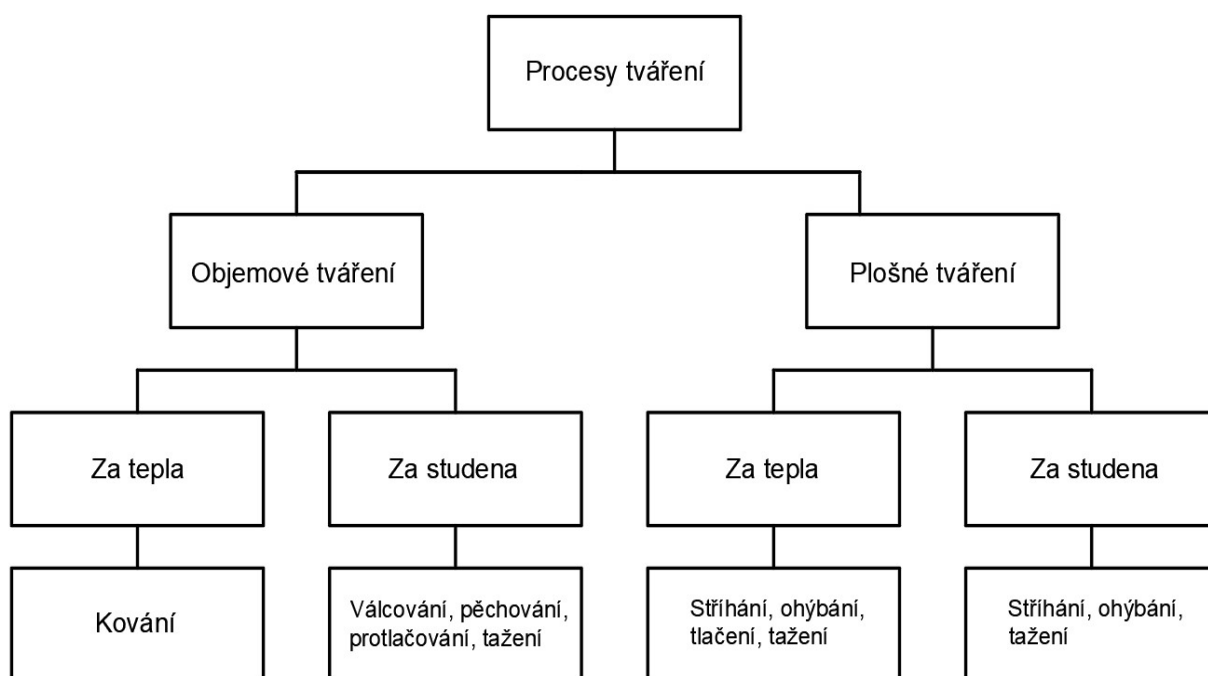 Procesy tváření
Objemové tváření
Plošné tváření
Za tepla
Za studena
Za tepla
Za studena
Kování
Válcování, pěchování,
protlačování, tažení
Stříhání, ohýbání,
tlačení, tažení
Stříhání, ohýbání,
tažení